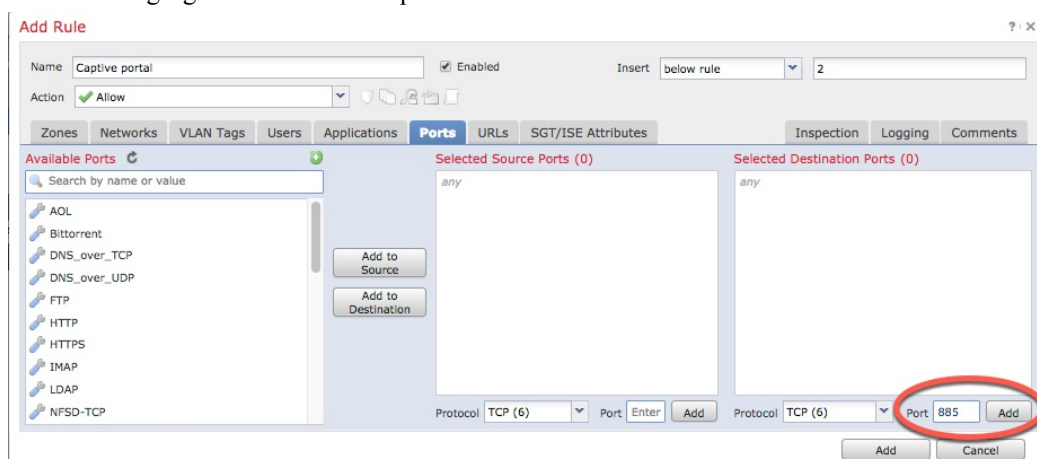 Add Rule ? X
Name Captive portal Enabled Insert below rule 2
Action Allow
Zones Networks VLAN Tags Users Applications Ports URLs SGT/ISE Attributes Inspection Logging Comments
Available Ports Selected Source Ports (0) Selected Destination Ports (0)
Search by name or value any any
AOL
Bittorrent
DNS_over_TCP Add to
Source
DNS_over_UDP
FTP Add to
Destination
HTTP
HTTPS
IMAP
LDAP
NFSD-TCP Protocol TCP (6) Port Enter Add Protocol TCP (6) Port 885 Add
Add Cancel